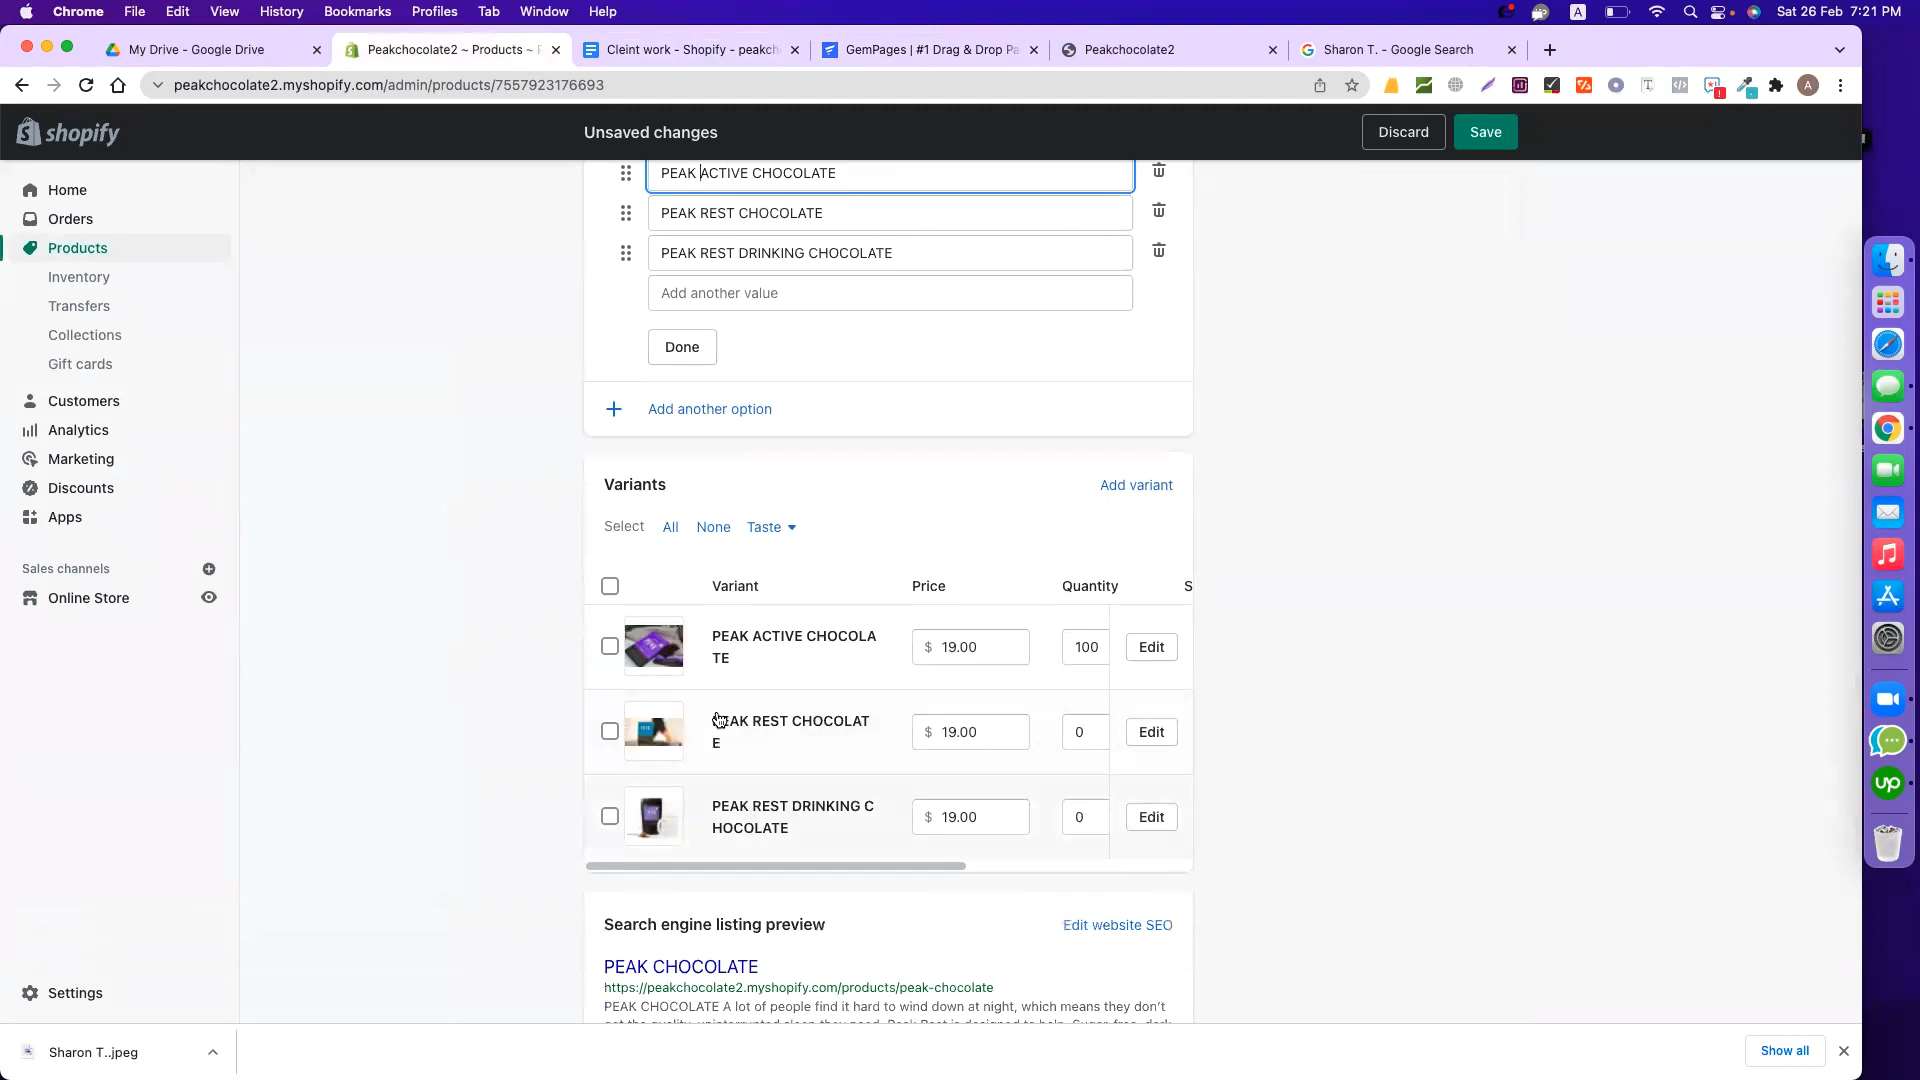 Chrome File Edit View History Bookmarks Profiles Tab Window Help A Sat 26 Feb 7:21 PM
My Drive - Google Drive Peakchocolate2 ~ Products ~ Cleint work - Shopify - peakch GemPages | #1 Drag & Drop Pa Peakchocolate2 Sharon T. - Google Search
peakchocolate2.myshopify.com/admin/products/7557923176693
shopify Unsaved changes Discard Save
Home
Orders
Products
Inventory
Transfers
Collections
Gift cards
Customers
Analytics
Marketing
Discounts
Apps
Sales channels
Online Store
Settings
PEAK ACTIVE CHOCOLATE
PEAK REST CHOCOLATE
PEAK REST DRINKING CHOCOLATE
Add another value
Done
Add another option
Variants Add variant
Select All None Taste
Variant Price Quantity S
PEAK ACTIVE CHOCOLA
TE
$ 19.00 100 Edit
PEAK REST CHOCOLAT
E
$ 19.00 0 Edit
PEAK REST DRINKING C
HOCOLATE
$ 19.00 0 Edit
Search engine listing preview Edit website SEO
PEAK CHOCOLATE
https://peakchocolate2.myshopify.com/products/peak-chocolate
PEAK CHOCOLATE A lot of people find it hard to wind down at night, which means they don't
Sharon T..jpeg Show all
up